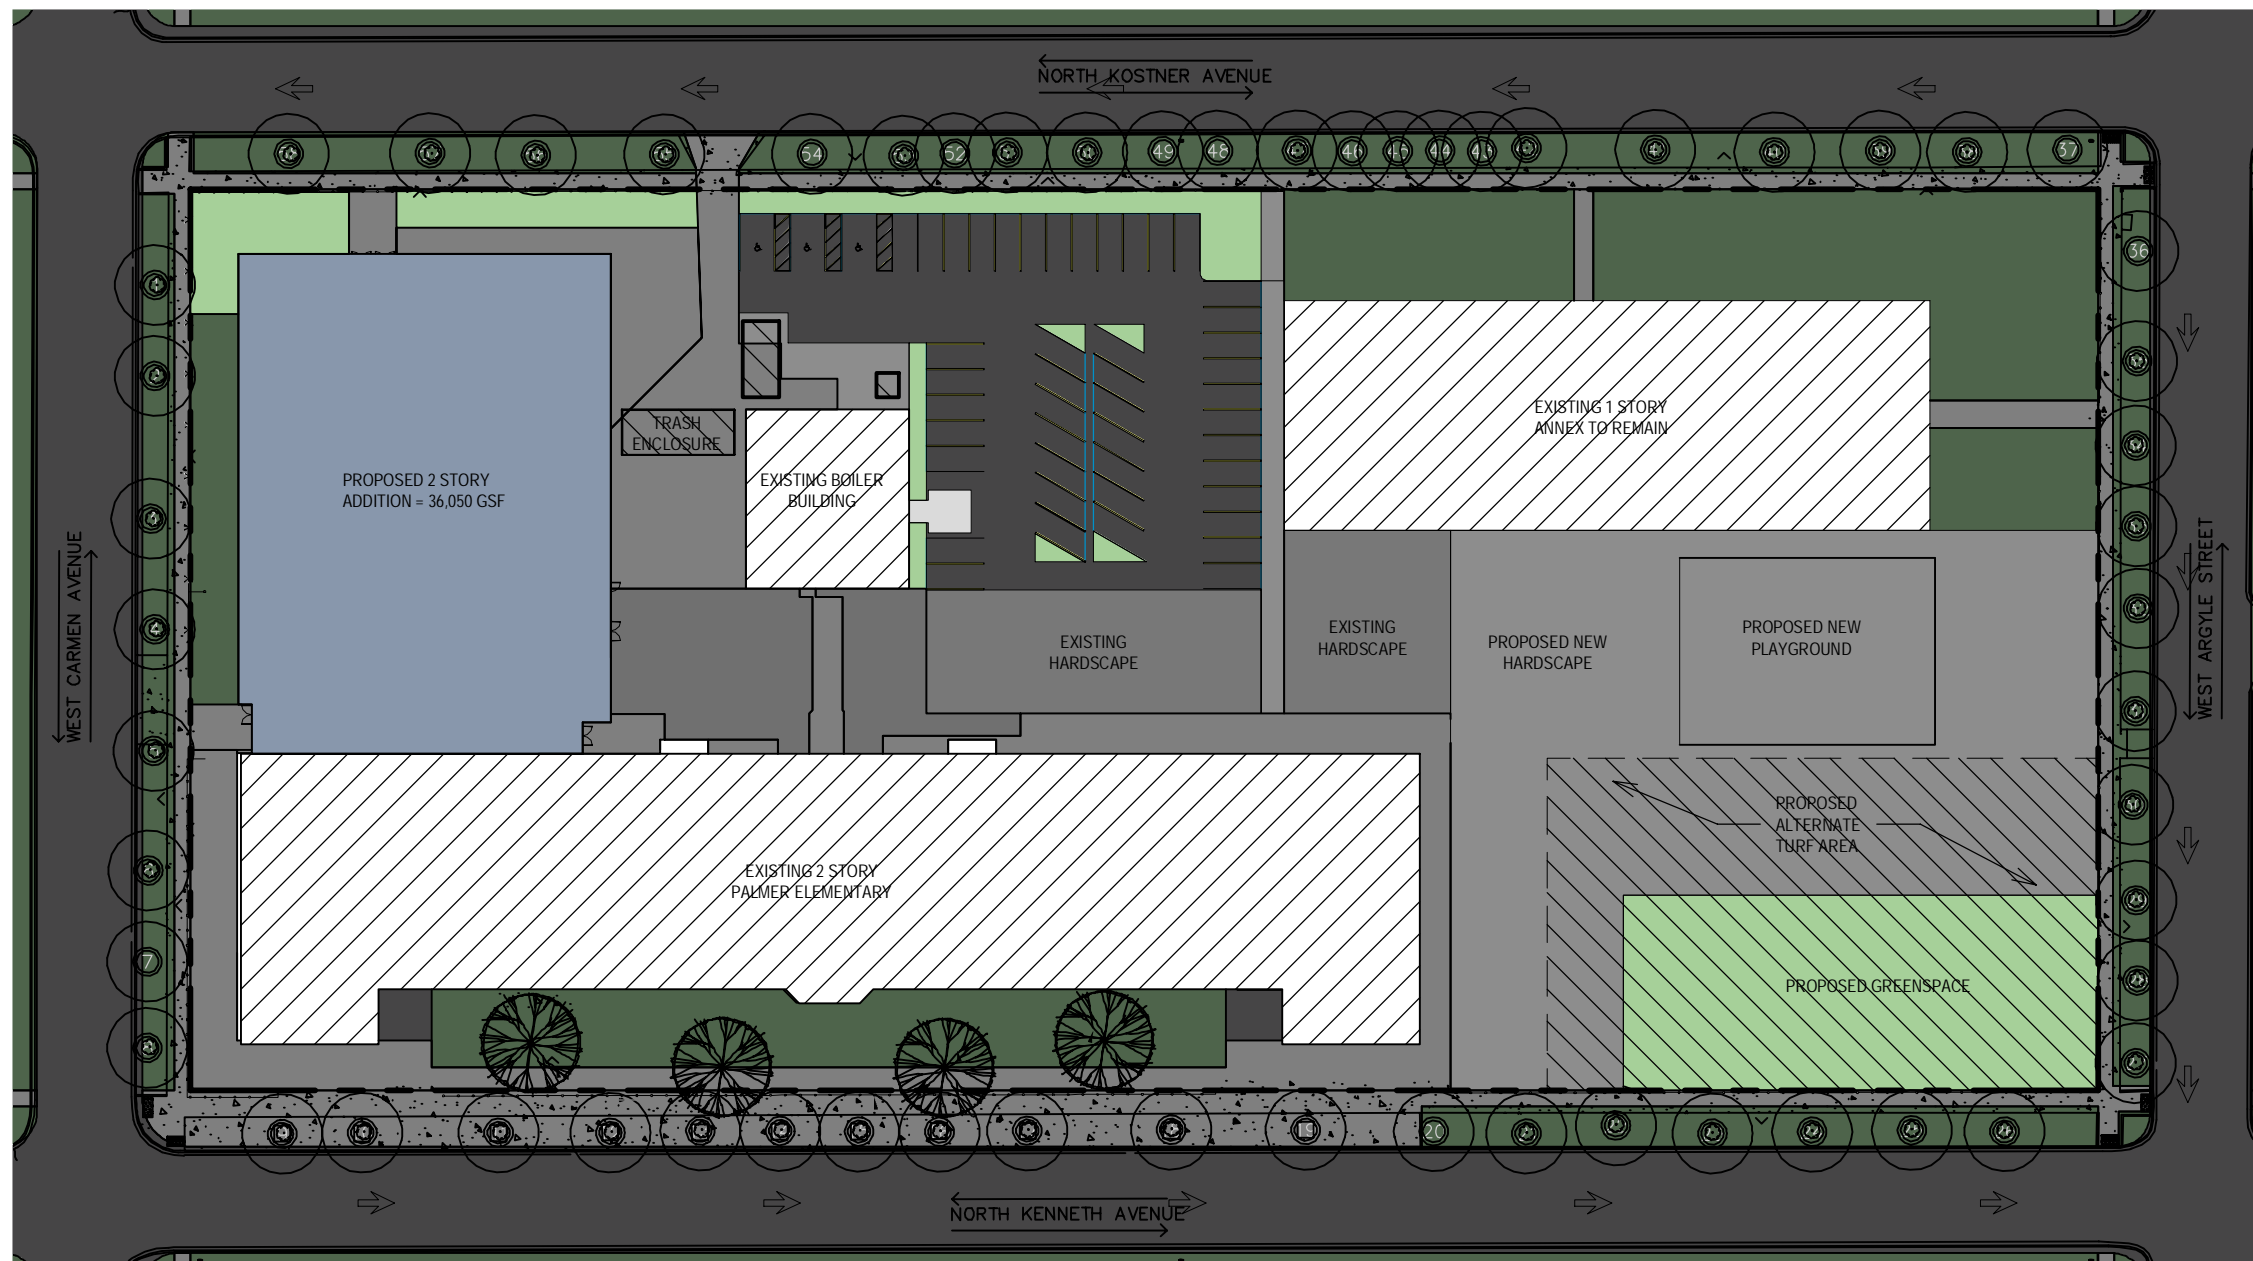 NORTH KOSTNER AVENUE
54
52
49
48
46
45
44
43
37
36
TRASH
ENCLOSURE
EXISTING 1 STORY
ANNEX TO REMAIN
PROPOSED 2 STORY
ADDITION = 36,050 GSF
EXISTING BOILER
BUILDING
WEST CARMEN AVENUE
WEST ARGYLE STREET
EXISTING
HARDSCAPE
EXISTING
HARDSCAPE
PROPOSED NEW
HARDSCAPE
PROPOSED NEW
PLAYGROUND
PROPOSED
ALTERNATE
TURF AREA
EXISTING 2 STORY
PALMER ELEMENTARY
PROPOSED GREENSPACE
7
19
20
NORTH KENNETH AVENUE